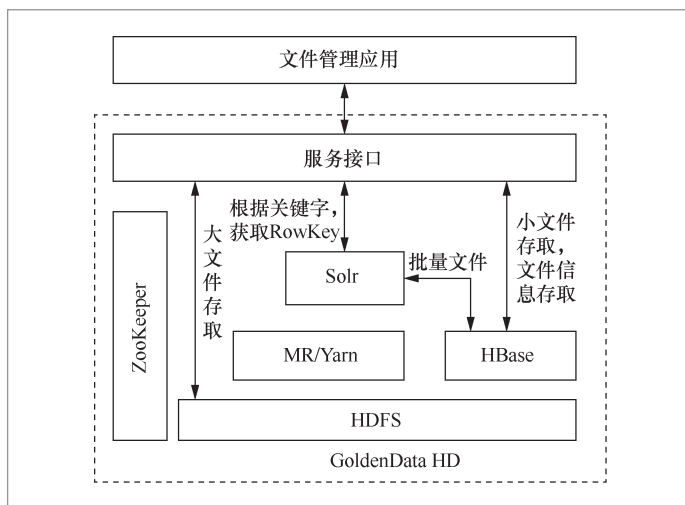 文件管理应用
服务接口
根据关键字，
获取RowKey
小文件
存取，
文件信
息存取
大
文
件
存
取
批量文件
Solr
ZooKeeper
MR/Yarn
HBase
HDFS
GoldenData HD